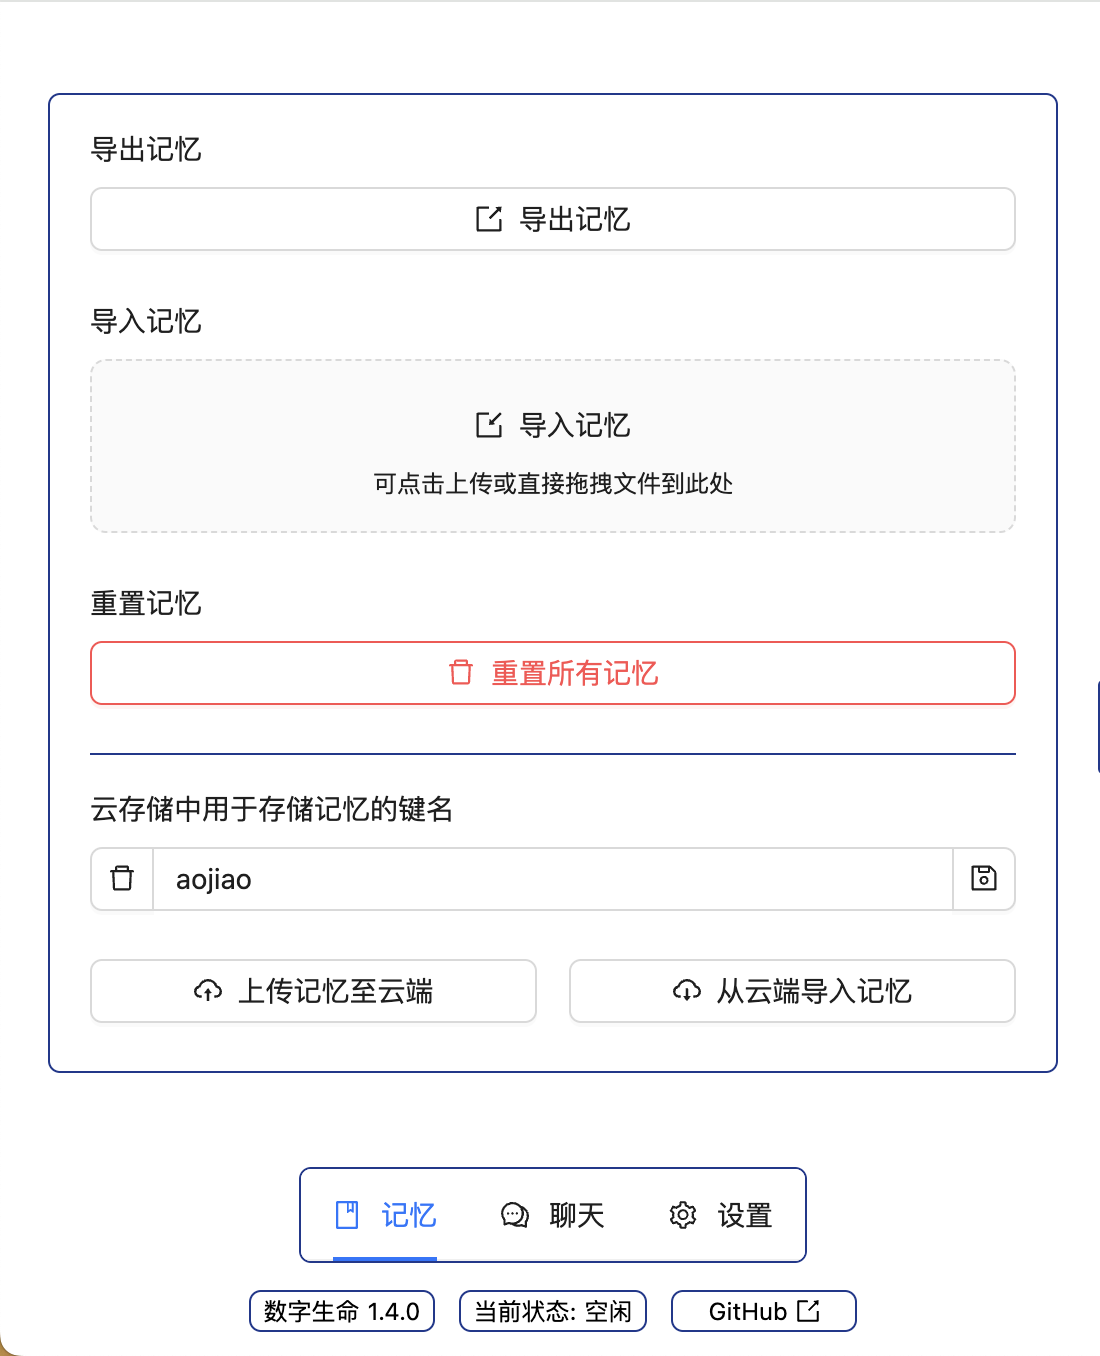 导出记忆
导出记忆
导入记忆
导入记忆
可点击上传或直接拖拽文件到此处
重置记忆
重置所有记忆
云存储中用于存储记忆的键名
aojiao
上传记忆至云端
从云端导入记忆
记忆
聊天
设置
数字生命 1.4.0
当前状态: 空闲
GitHub